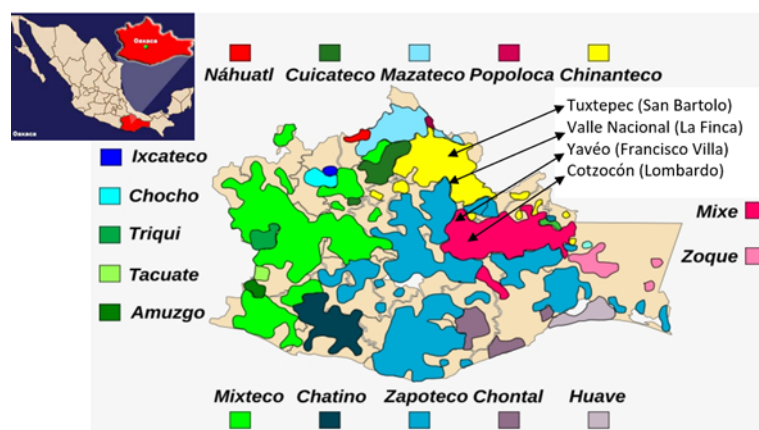 Oaxaca
Oaxaca
Náhuatl Cuicateco Mazateco Popoloca Chinanteco
Tuxtepec (San Bartolo)
Valle Nacional (La Finca)
Yavéo (Francisco Villa)
Cotzocón (Lombardo)
Ixcateco
Chocho
Triqui
Tacuate
Amuzgo
Mixe
Zoque
Mixteco Chatino Zapoteco Chontal Huave